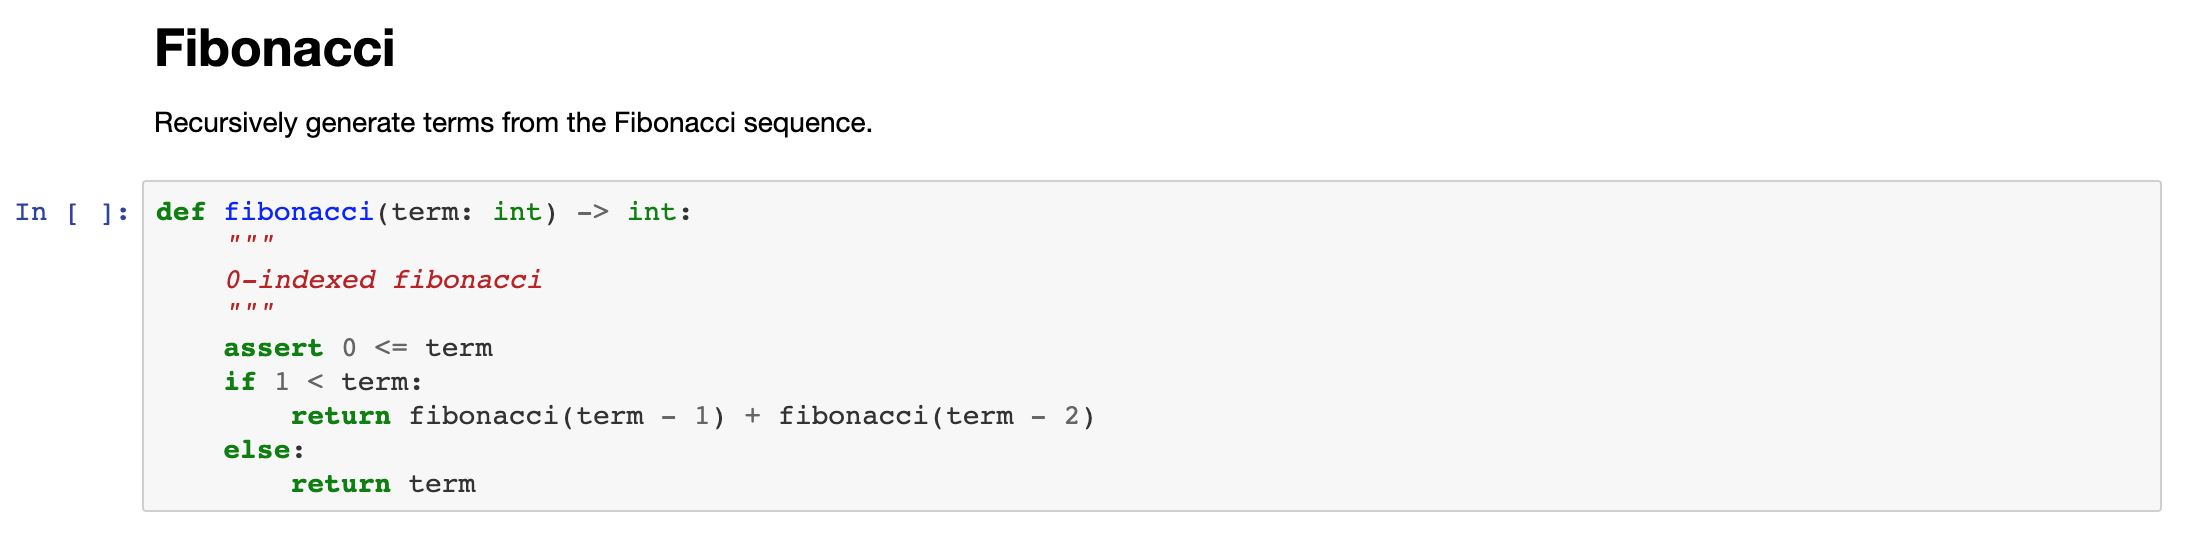 Fibonacci
Recursively generate terms from the Fibonacci sequence.
In [ ]: def fibonacci(term: int) -> int:
    """
    0-indexed fibonacci
    """
    assert 0 <= term
    if 1 < term:
        return fibonacci(term - 1) + fibonacci(term - 2)
    else:
        return term